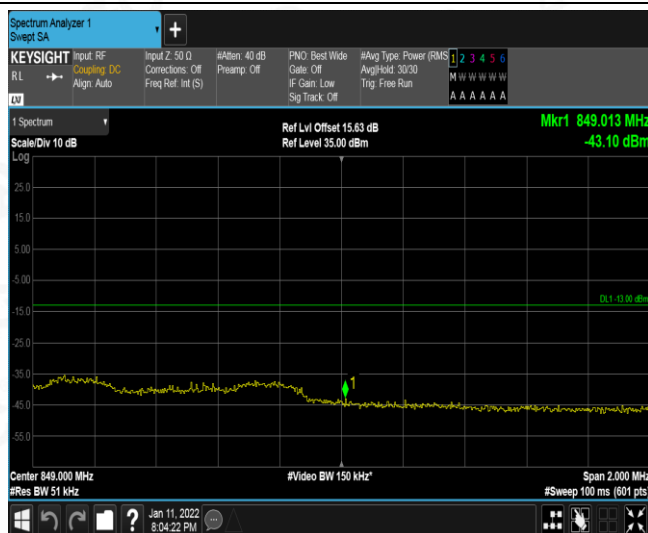 Spectrum Analyzer 1
Swept SA
KEYSIGHT
RL
Input: RF
Coupling: DC
Align: Auto
Input Z: 50 Ω
Corrections: Off
Freq Ref: Int (S)
#Atten: 40 dB
Preamp: Off
PNO: Best Wide
Gate: Off
IF Gain: Low
Sig Track: Off
#Avg Type: Power (RMS
Avg|Hold: 30/30
Trig: Free Run
1 2 3 4 5 6
M W W W W W
A A A A A A
LXI
1 Spectrum
Scale/Div 10 dB
Log
Ref Lvl Offset 15.63 dB
Ref Level 35.00 dBm
Mkr1 849.013 MHz
-43.10 dBm
25.0
15.0
5.00
-5.00
-15.0
DL1 -13.00 dBm
-25.0
-35.0
1
-45.0
-55.0
Center 849.000 MHz
#Res BW 51 kHz
#Video BW 150 kHz*
Span 2.000 MHz
#Sweep 100 ms (601 pts)
?
Jan 11, 2022
8:04:22 PM